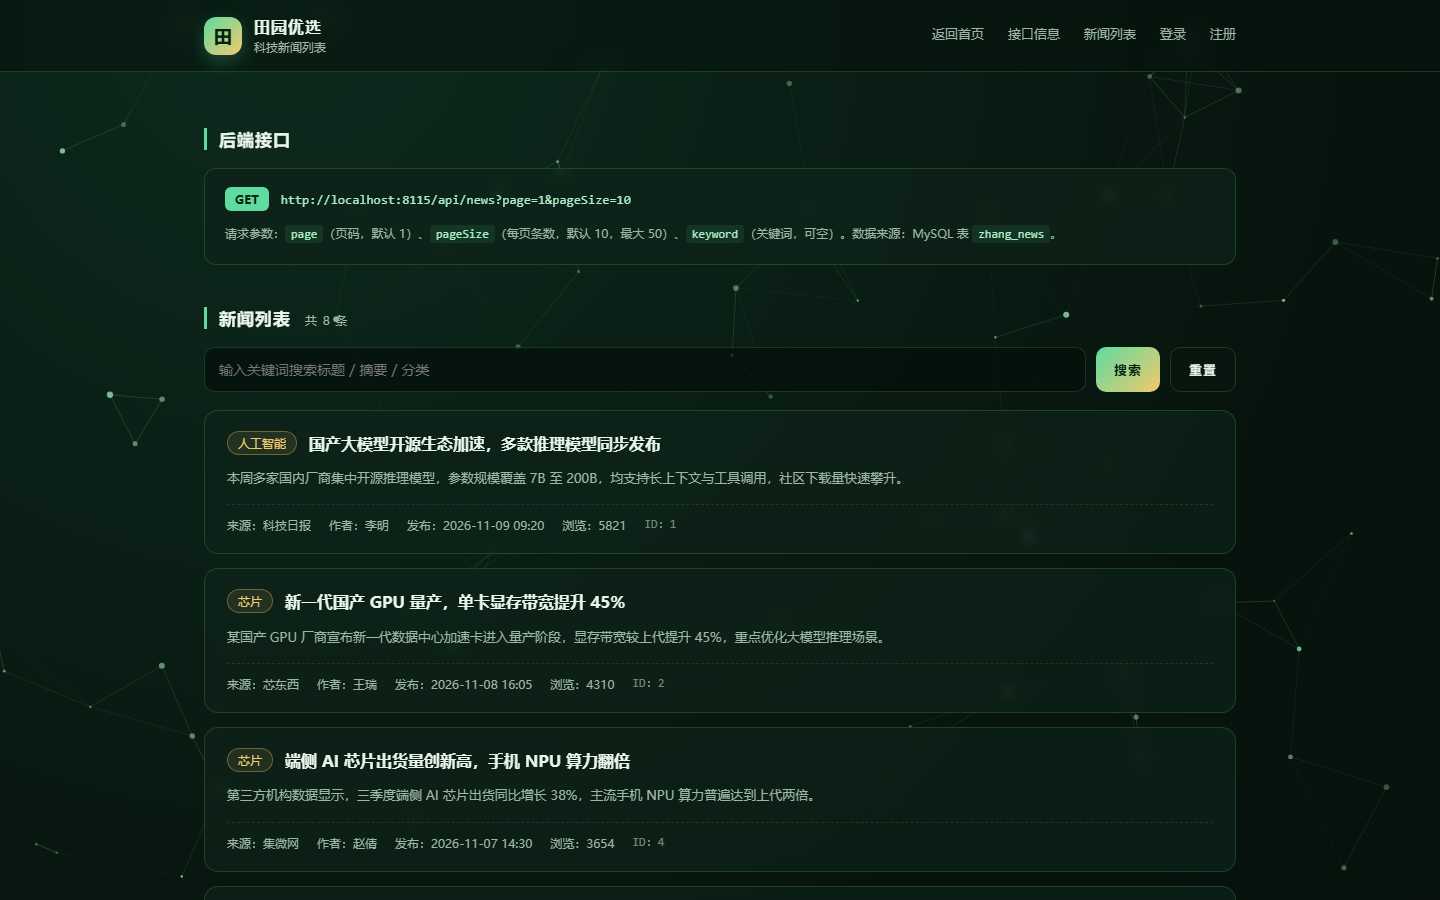 田
田园优选
科技新闻列表
返回首页 接口信息 新闻列表 登录 注册
后端接口
GET http://localhost:8115/api/news?page=1&pageSize=10
请求参数：page（页码，默认 1）、pageSize（每页条数，默认 10，最大 50）、keyword（关键词，可空）。数据来源：MySQL 表 zhang_news。
新闻列表 共 8 条
输入关键词搜索标题 / 摘要 / 分类
搜索 重置
人工智能 国产大模型开源生态加速，多款推理模型同步发布
本周多家国内厂商集中开源推理模型，参数规模覆盖 7B 至 200B，均支持长上下文与工具调用，社区下载量快速攀升。
来源：科技日报 作者：李明 发布：2026-11-09 09:20 浏览：5821 ID: 1
芯片 新一代国产 GPU 量产，单卡显存带宽提升 45%
某国产 GPU 厂商宣布新一代数据中心加速卡进入量产阶段，显存带宽较上代提升 45%，重点优化大模型推理场景。
来源：芯东西 作者：王瑞 发布：2026-11-08 16:05 浏览：4310 ID: 2
芯片 端侧 AI 芯片出货量创新高，手机 NPU 算力翻倍
第三方机构数据显示，三季度端侧 AI 芯片出货同比增长 38%，主流手机 NPU 算力普遍达到上代两倍。
来源：集微网 作者：赵倩 发布：2026-11-07 14:30 浏览：3654 ID: 4